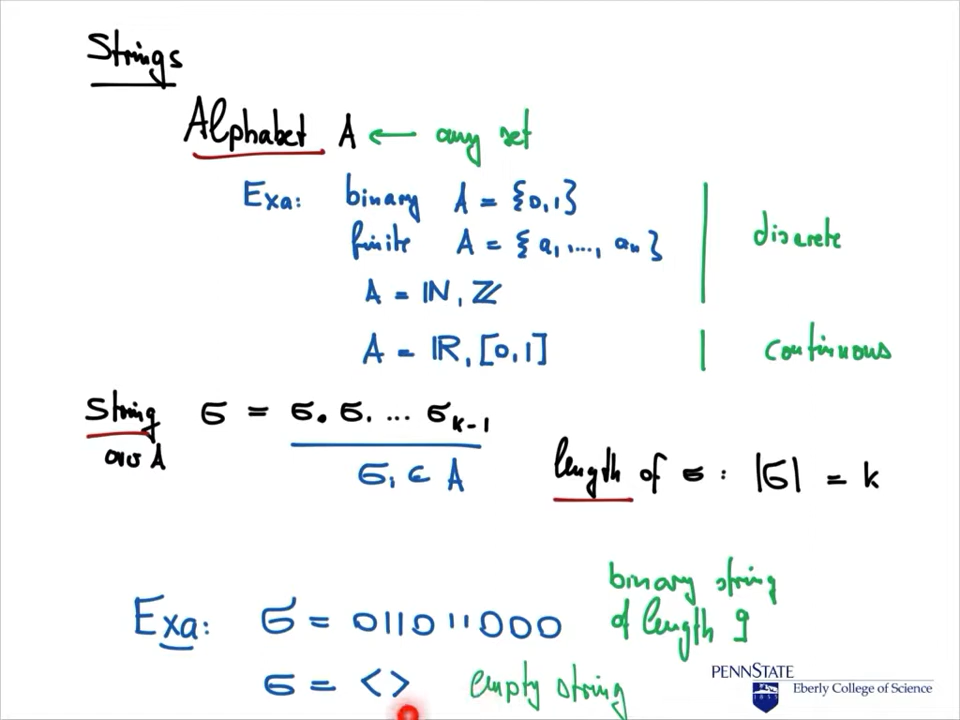 Strings
Alphabet A ← any set
Exa: binary A = {0,1}
finite A = {a₁, ..., aₙ}
discrete
A = ℕ, ℤ
A = ℝ, [0,1]
continuous
String σ = σ₀ σ₁ ... σₖ₋₁
over A
σᵢ ∈ A
length of σ : |σ| = k
Exa: σ = 011011000
binary string
of length 9
σ = <> empty string
PENNSTATE
Eberly College of Science
1855